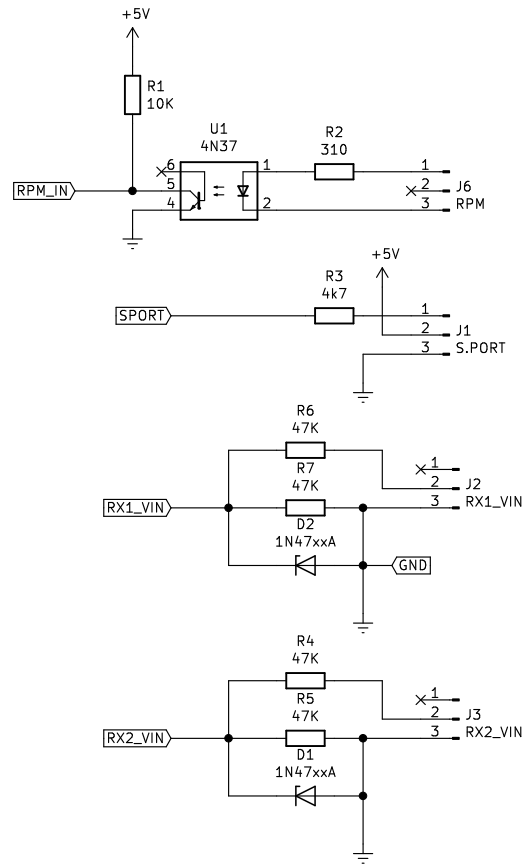 +5V
R1
10K
U1
4N37
R2
310
6
5
4
1
2
1
2
3
J6
RPM
RPM_IN
+5V
R3
4k7
SPORT
1
2
3
J1
S.PORT
R6
47K
R7
47K
1
2
3
J2
RX1_VIN
RX1_VIN
D2
1N47xxA
GND
R4
47K
R5
47K
1
2
3
J3
RX2_VIN
RX2_VIN
D1
1N47xxA